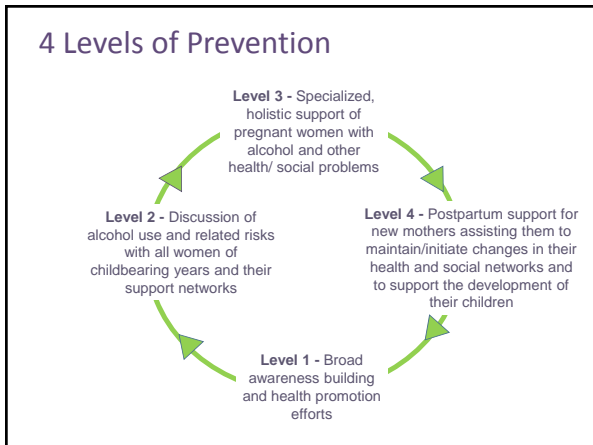 4 Levels of Prevention
Level 3 - Specialized,
holistic support of
pregnant women with
alcohol and other
health/ social problems
Level 2 - Discussion of
alcohol use and related risks
with all women of
childbearing years and their
support networks
Level 4 - Postpartum support for
new mothers assisting them to
maintain/initiate changes in their
health and social networks and
to support the development of
their children
Level 1 - Broad
awareness building
and health promotion
efforts